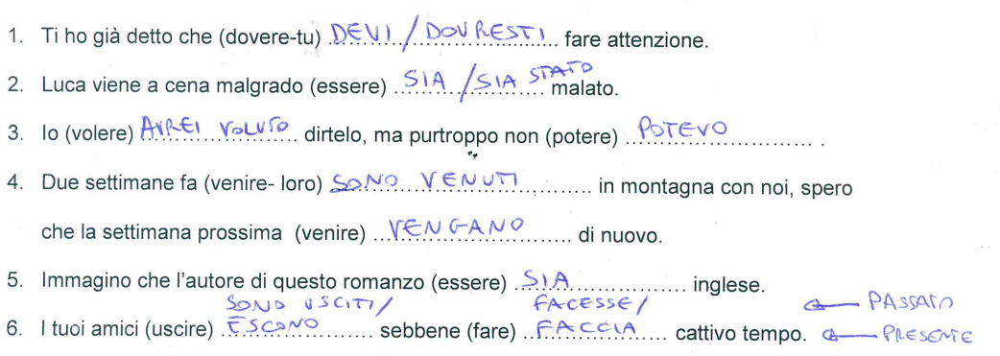 1. Ti ho già detto che (dovere-tu) DEVI / DOVRESTI fare attenzione.
2. Luca viene a cena malgrado (essere) SIA / SIA STATO malato.
3. Io (volere) AVREI VOLUTO dirtelo, ma purtroppo non (potere) POTEVO .
4. Due settimane fa (venire- loro) SONO VENUTI in montagna con noi, spero
che la settimana prossima (venire) VENGANO di nuovo.
5. Immagino che l'autore di questo romanzo (essere) SIA inglese.
SONO USCITI/ FACESSE/ ← PASSATO
6. I tuoi amici (uscire) ESCONO sebbene (fare) FACCIA cattivo tempo. ← PRESENTE